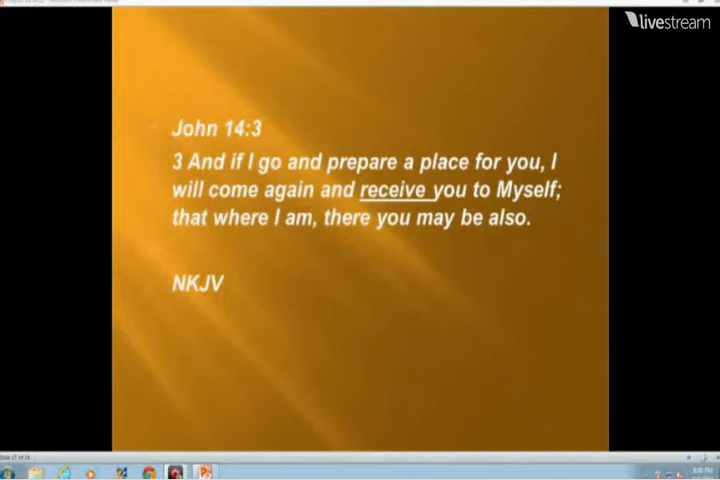 livestream
John 14:3
3 And if I go and prepare a place for you, I
will come again and receive you to Myself;
that where I am, there you may be also.
NKJV